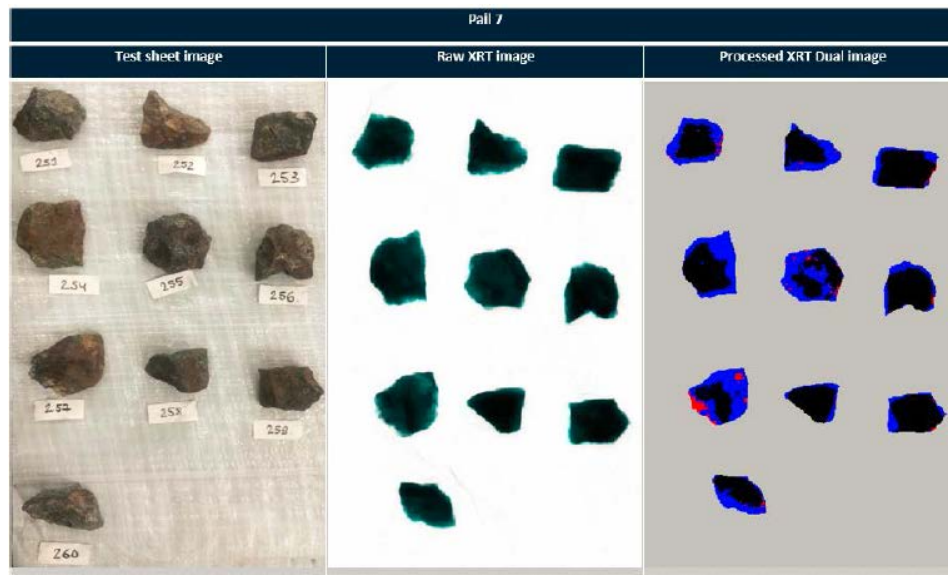 Pail 7
Test sheet image
Raw XRT image
Processed XRT Dual image
251
252
253
254
255
256.
257
258
259.
260